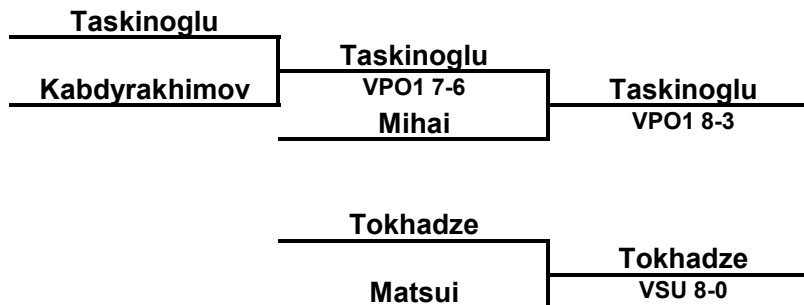 Taskinoglu
Kabdyrakhimov
Taskinoglu
VPO1 7-6
Mihai
Taskinoglu
VPO1 8-3
Tokhadze
Matsui
Tokhadze
VSU 8-0